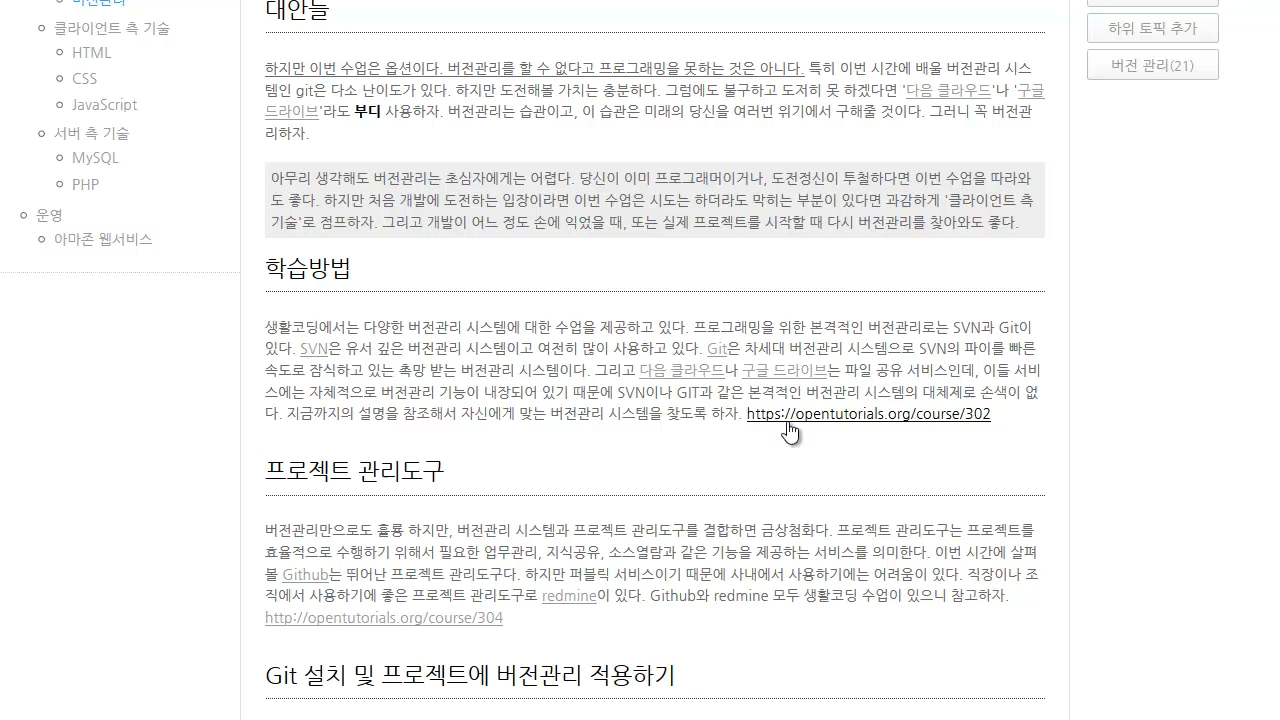 버전관리
클라이언트 측 기술
HTML
CSS
JavaScript
서버 측 기술
MySQL
PHP
운영
아마존 웹서비스
대안들
하지만 이번 수업은 옵션이다. 버전관리를 할 수 없다고 프로그래밍을 못하는 것은 아니다. 특히 이번 시간에 배울 버전관리 시스
템인 git은 다소 난이도가 있다. 하지만 도전해볼 가치는 충분하다. 그럼에도 불구하고 도저히 못 하겠다면 '다음 클라우드'나 '구글
드라이브'라도 부디 사용하자. 버전관리는 습관이고, 이 습관은 미래의 당신을 여러번 위기에서 구해줄 것이다. 그러니 꼭 버전관
리하자.
아무리 생각해도 버전관리는 초심자에게는 어렵다. 당신이 이미 프로그래머이거나, 도전정신이 투철하다면 이번 수업을 따라와
도 좋다. 하지만 처음 개발에 도전하는 입장이라면 이번 수업은 시도는 하더라도 막히는 부분이 있다면 과감하게 '클라이언트 측
기술'로 점프하자. 그리고 개발이 어느 정도 손에 익었을 때, 또는 실제 프로젝트를 시작할 때 다시 버전관리를 찾아와도 좋다.
학습방법
생활코딩에서는 다양한 버전관리 시스템에 대한 수업을 제공하고 있다. 프로그래밍을 위한 본격적인 버전관리로는 SVN과 Git이
있다. SVN은 유서 깊은 버전관리 시스템이고 여전히 많이 사용하고 있다. Git은 차세대 버전관리 시스템으로 SVN의 파이를 빠른
속도로 잠식하고 있는 촉망 받는 버전관리 시스템이다. 그리고 다음 클라우드나 구글 드라이브는 파일 공유 서비스인데, 이들 서비
스에는 자체적으로 버전관리 기능이 내장되어 있기 때문에 SVN이나 GIT과 같은 본격적인 버전관리 시스템의 대체제로 손색이 없
다. 지금까지의 설명을 참조해서 자신에게 맞는 버전관리 시스템을 찾도록 하자. https://opentutorials.org/course/302
프로젝트 관리도구
버전관리만으로도 휼륭 하지만, 버전관리 시스템과 프로젝트 관리도구를 결합하면 금상첨화다. 프로젝트 관리도구는 프로젝트를
효율적으로 수행하기 위해서 필요한 업무관리, 지식공유, 소스열람과 같은 기능을 제공하는 서비스를 의미한다. 이번 시간에 살펴
볼 Github는 뛰어난 프로젝트 관리도구다. 하지만 퍼블릭 서비스이기 때문에 사내에서 사용하기에는 어려움이 있다. 직장이나 조
직에서 사용하기에 좋은 프로젝트 관리도구로 redmine이 있다. Github와 redmine 모두 생활코딩 수업이 있으니 참고하자.
http://opentutorials.org/course/304
Git 설치 및 프로젝트에 버전관리 적용하기
하위 토픽 추가
버전 관리(21)